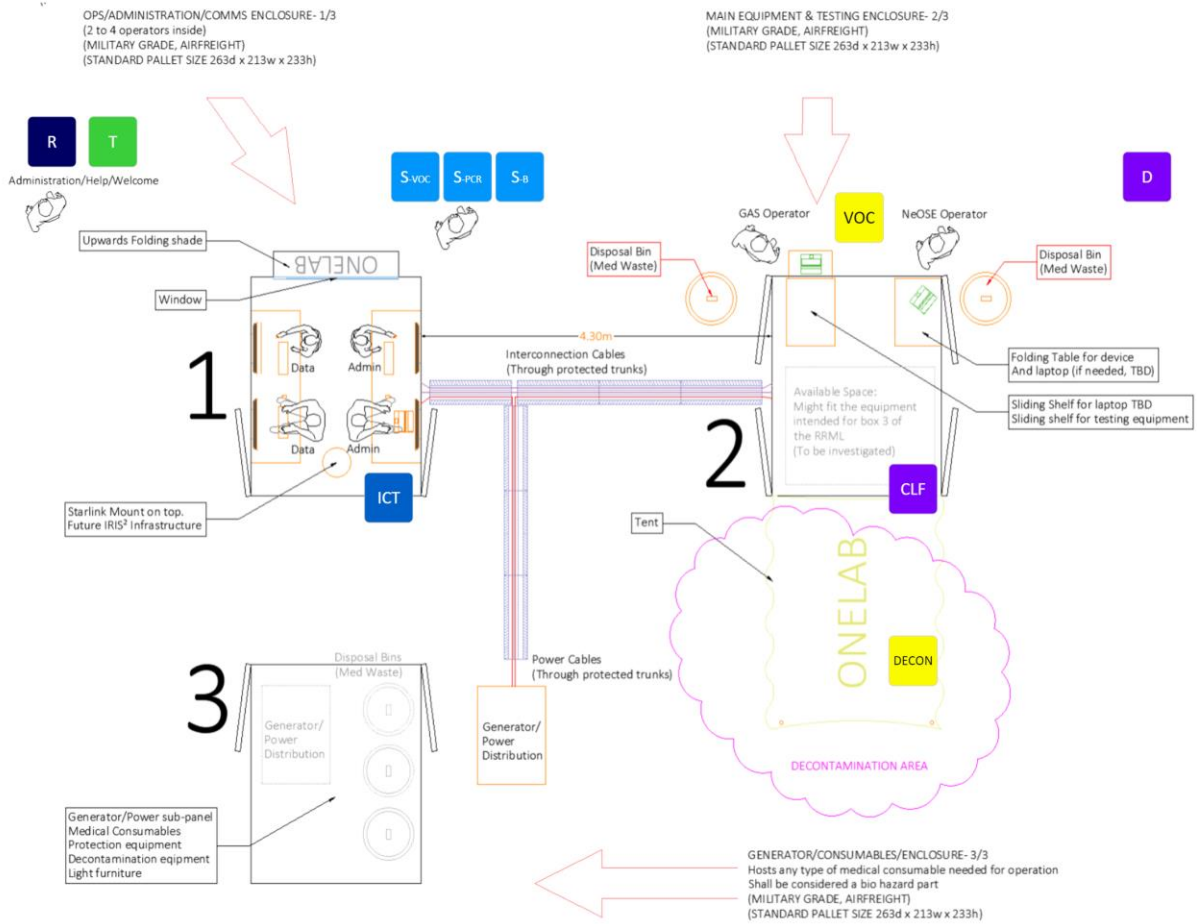 OPS/ADMINISTRATION/COMMS ENCLOSURE- 1/3
(2 to 4 operators inside)
(MILITARY GRADE, AIRFREIGHT)
(STANDARD PALLET SIZE 263d x 213w x 233h)
MAIN EQUIPMENT & TESTING ENCLOSURE- 2/3
(MILITARY GRADE, AIRFREIGHT)
(STANDARD PALLET SIZE 263d x 213w x 233h)
R
T
Administration/Help/Welcome
S-VOC
S-PCR
S-B
GAS Operator
VOC
NeOSE Operator
D
Upwards Folding shade
ONELAB
Window
Disposal Bin
(Med Waste)
Disposal Bin
(Med Waste)
1
Data
Admin
Data
Admin
4.30m
Interconnection Cables
(Through protected trunks)
Folding Table for device
And laptop (if needed, TBD)
Sliding Shelf for laptop TBD
Sliding shelf for testing equipment
2
Available Space:
Might fit the equipment
intended for box 3 of
the RRML
(To be investigated)
ICT
CLF
Starlink Mount on top.
Future IRIS² Infrastructure
Tent
ONELAB
DECON
DECONTAMINATION AREA
3
Disposal Bins
(Med Waste)
Generator/
Power
Distribution
Power Cables
(Through protected trunks)
Generator/
Power
Distribution
Generator/Power sub-panel
Medical Consumables
Protection equipment
Decontamination eqipment
Light furniture
GENERATOR/CONSUMABLES/ENCLOSURE- 3/3
Hosts any type of medical consumable needed for operation
Shall be considered a bio hazard part
(MILITARY GRADE, AIRFREIGHT)
(STANDARD PALLET SIZE 263d x 213w x 233h)